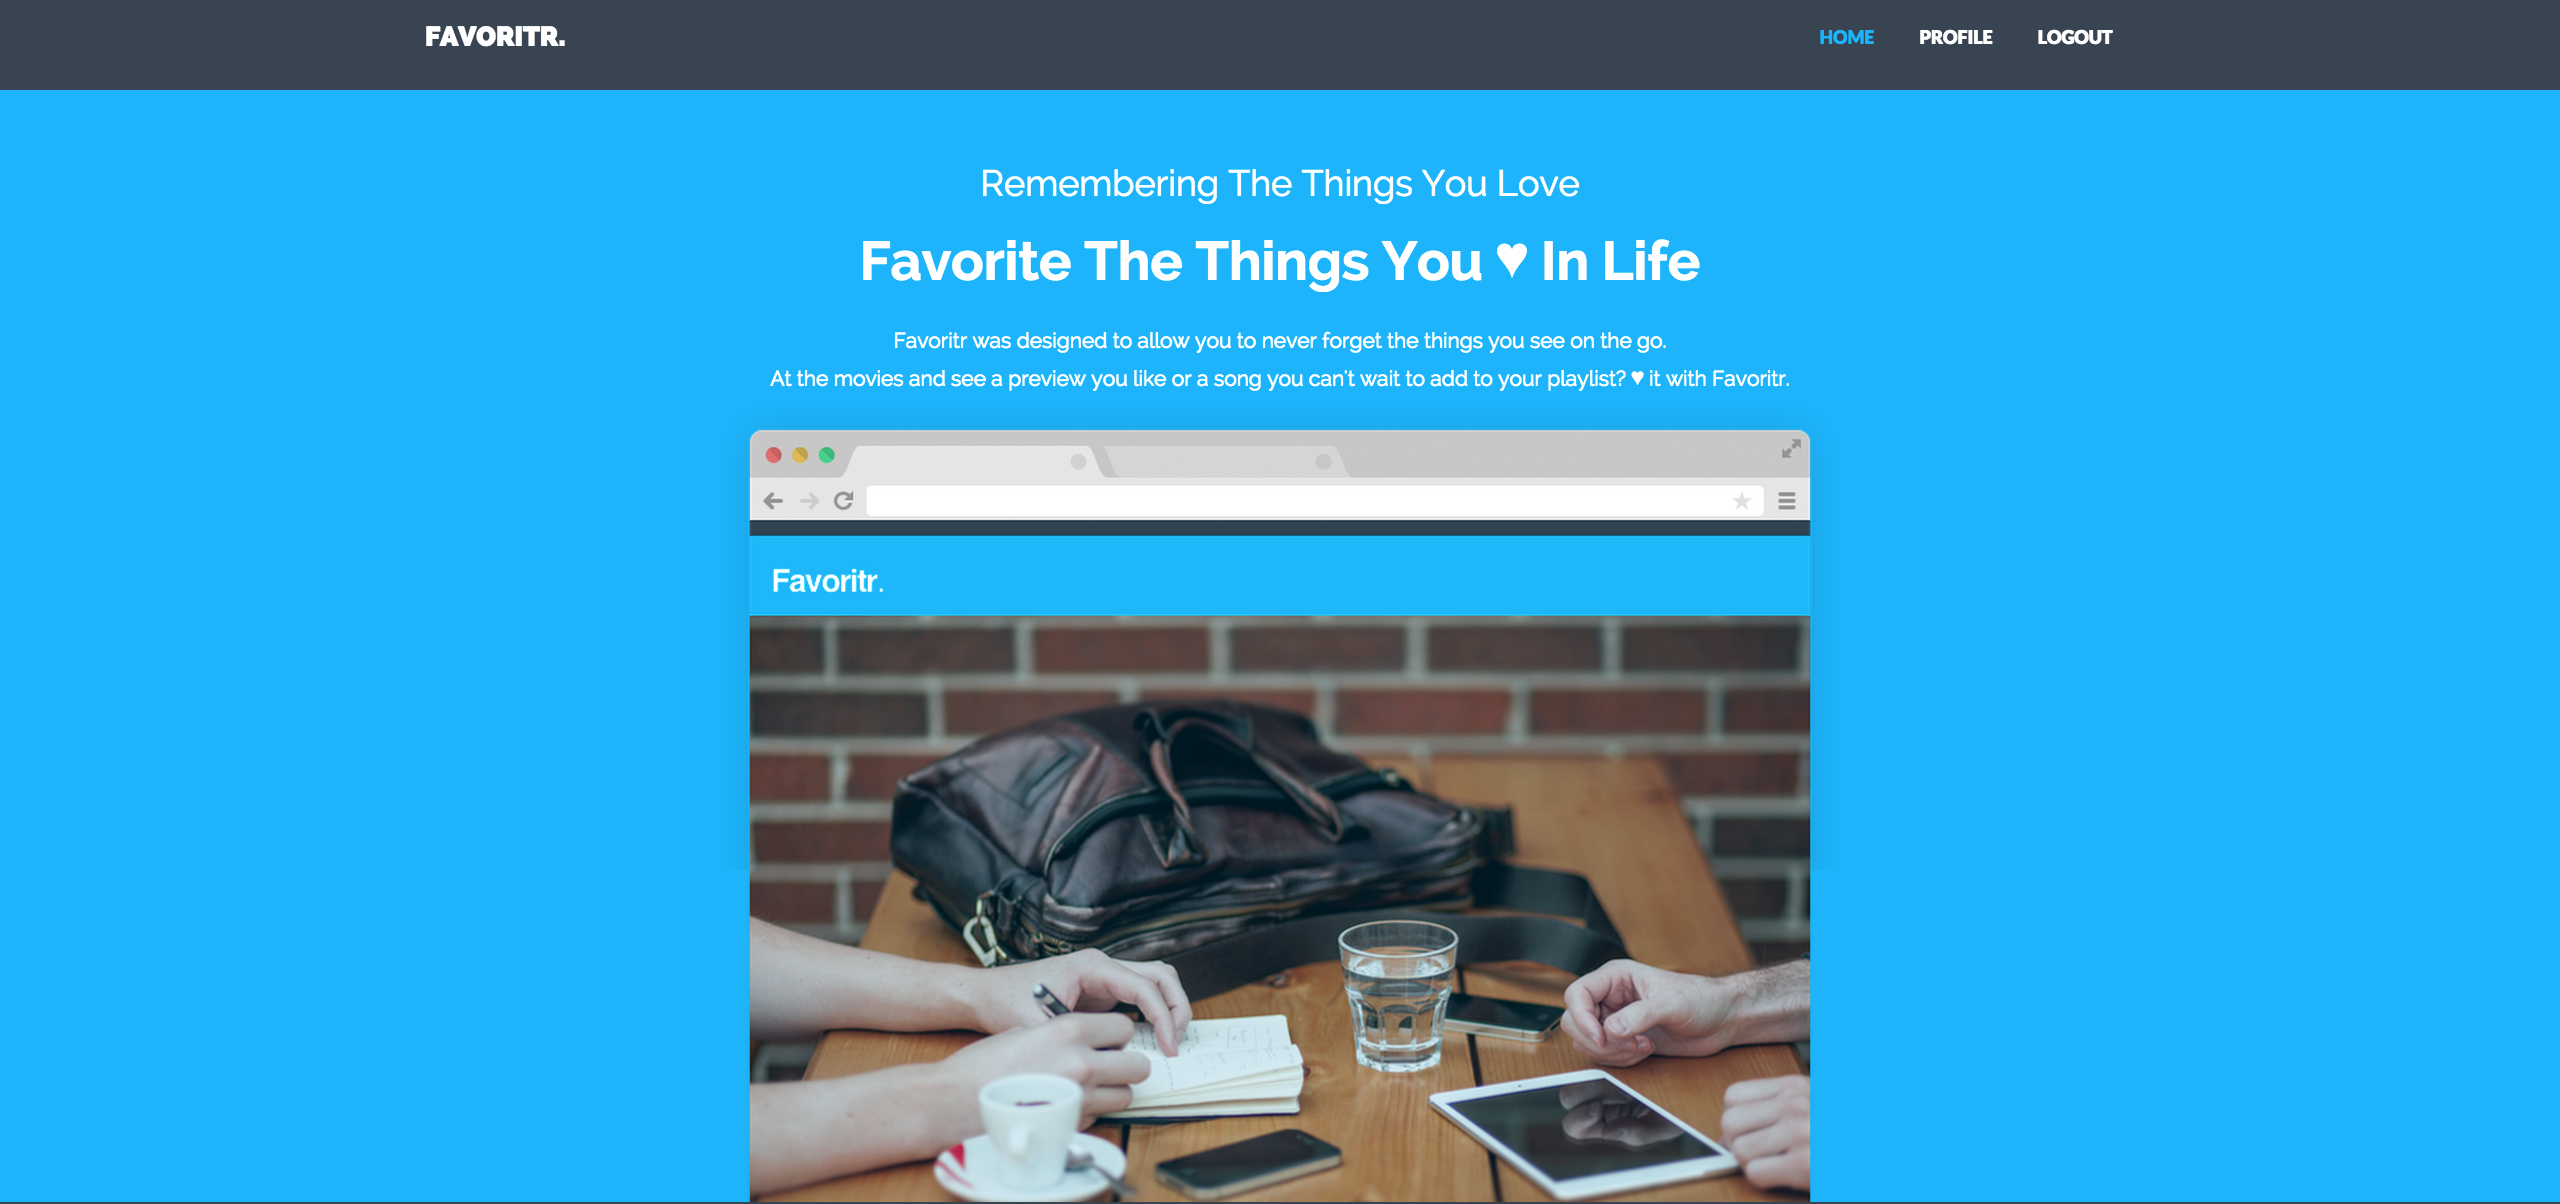 FAVORITR.
HOME PROFILE LOGOUT
Remembering The Things You Love
Favorite The Things You ♥ In Life
Favoritr was designed to allow you to never forget the things you see on the go.
At the movies and see a preview you like or a song you can't wait to add to your playlist? ♥ it with Favoritr.
Favoritr.